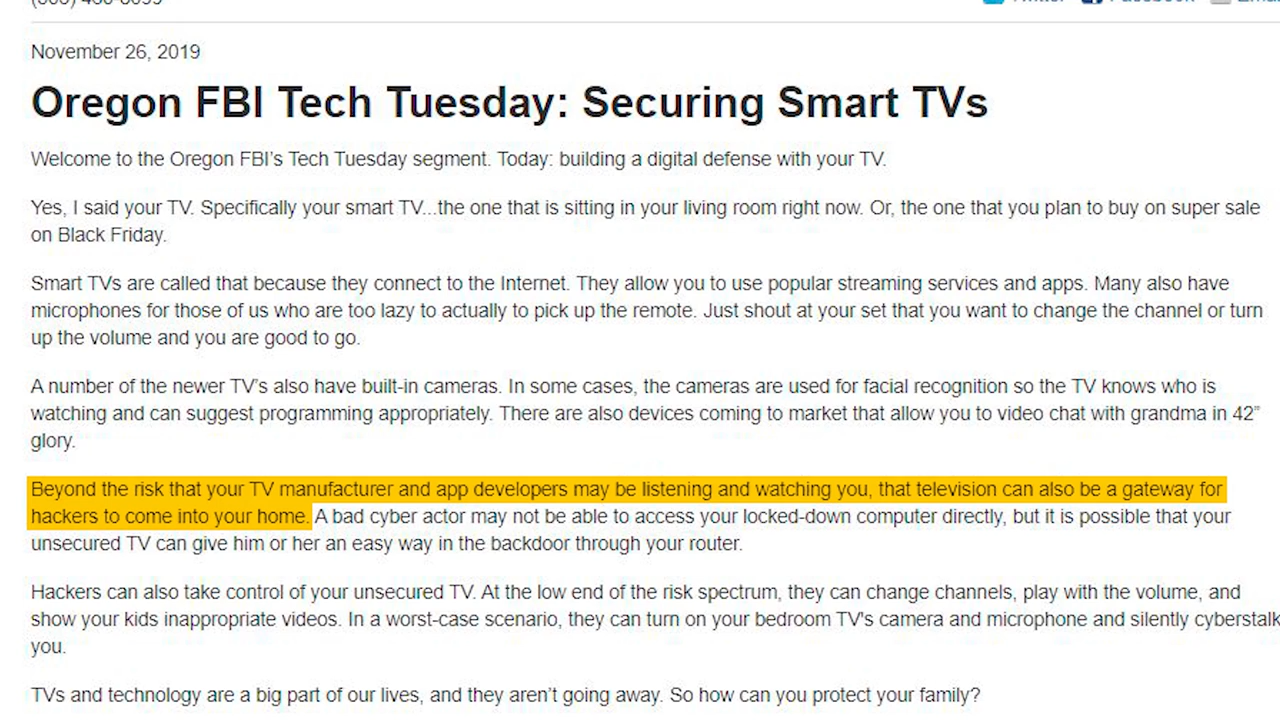 November 26, 2019
Oregon FBI Tech Tuesday: Securing Smart TVs
Welcome to the Oregon FBI's Tech Tuesday segment. Today: building a digital defense with your TV.
Yes, I said your TV. Specifically your smart TV...the one that is sitting in your living room right now. Or, the one that you plan to buy on super sale
on Black Friday.
Smart TVs are called that because they connect to the Internet. They allow you to use popular streaming services and apps. Many also have
microphones for those of us who are too lazy to actually to pick up the remote. Just shout at your set that you want to change the channel or turn
up the volume and you are good to go.
A number of the newer TV's also have built-in cameras. In some cases, the cameras are used for facial recognition so the TV knows who is
watching and can suggest programming appropriately. There are also devices coming to market that allow you to video chat with grandma in 42"
glory.
Beyond the risk that your TV manufacturer and app developers may be listening and watching you, that television can also be a gateway for
hackers to come into your home. A bad cyber actor may not be able to access your locked-down computer directly, but it is possible that your
unsecured TV can give him or her an easy way in the backdoor through your router.
Hackers can also take control of your unsecured TV. At the low end of the risk spectrum, they can change channels, play with the volume, and
show your kids inappropriate videos. In a worst-case scenario, they can turn on your bedroom TV's camera and microphone and silently cyberstalk
you.
TVs and technology are a big part of our lives, and they aren't going away. So how can you protect your family?